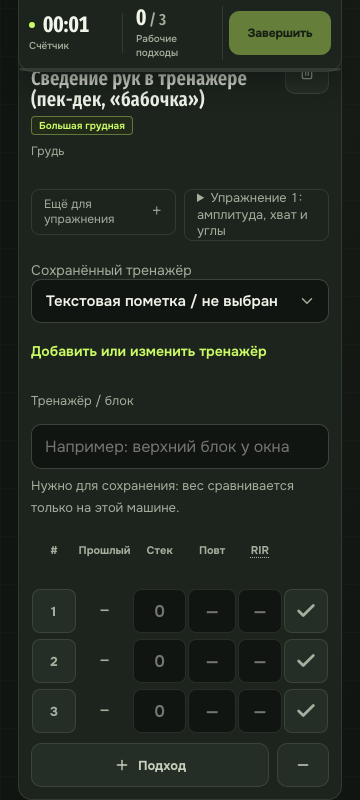 00:01
Счётчик
0 / 3
Рабочие
подходы
Завершить
Сведение рук в тренажере
(пек-дек, «бабочка»)
Большая грудная
Грудь
Ещё для
упражнения
+
▶ Упражнение 1:
амплитуда, хват и
углы
Сохранённый тренажёр
Текстовая пометка / не выбран
Добавить или изменить тренажёр
Тренажёр / блок
Например: верхний блок у окна
Нужно для сохранения: вес сравнивается
только на этой машине.
# Прошлый Стек Повт RIR
1 – 0 – –
2 – 0 – –
3 – 0 – –
+ Подход
–